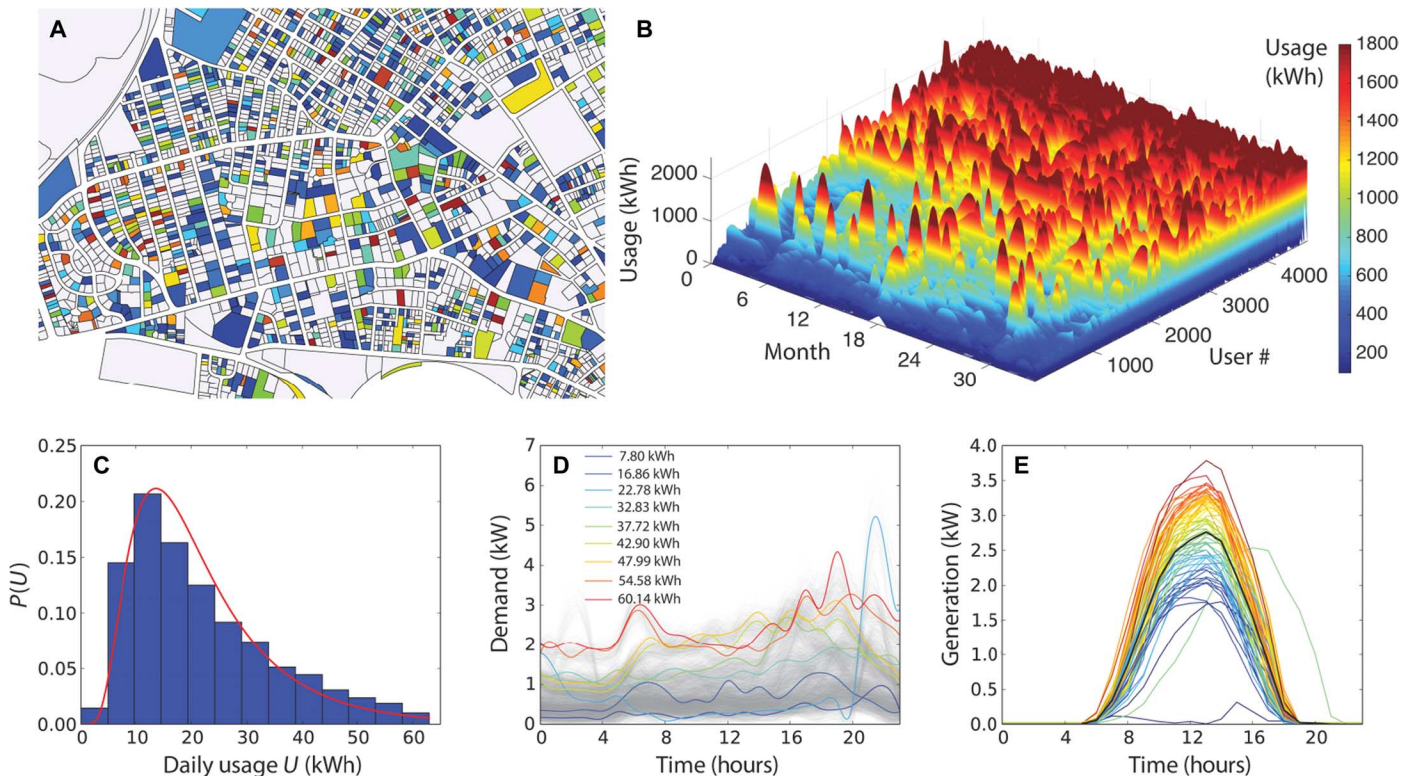 A
B
Usage
(kWh)
1800
1600
1400
1200
1000
800
600
400
200
Usage (kWh)
2000
1000
0
0
6
12
18
24
30
Month
1000
2000
3000
4000
User #
C
P(U)
0.25
0.20
0.15
0.10
0.05
0.00
0
10
20
30
40
50
60
Daily usage U (kWh)
D
Demand (kW)
7
6
5
4
3
2
1
0
7.80 kWh
16.86 kWh
22.78 kWh
32.83 kWh
37.72 kWh
42.90 kWh
47.99 kWh
54.58 kWh
60.14 kWh
0
4
8
12
16
20
Time (hours)
E
Generation (kW)
4.0
3.5
3.0
2.5
2.0
1.5
1.0
0.5
0.0
0
4
8
12
16
20
Time (hours)